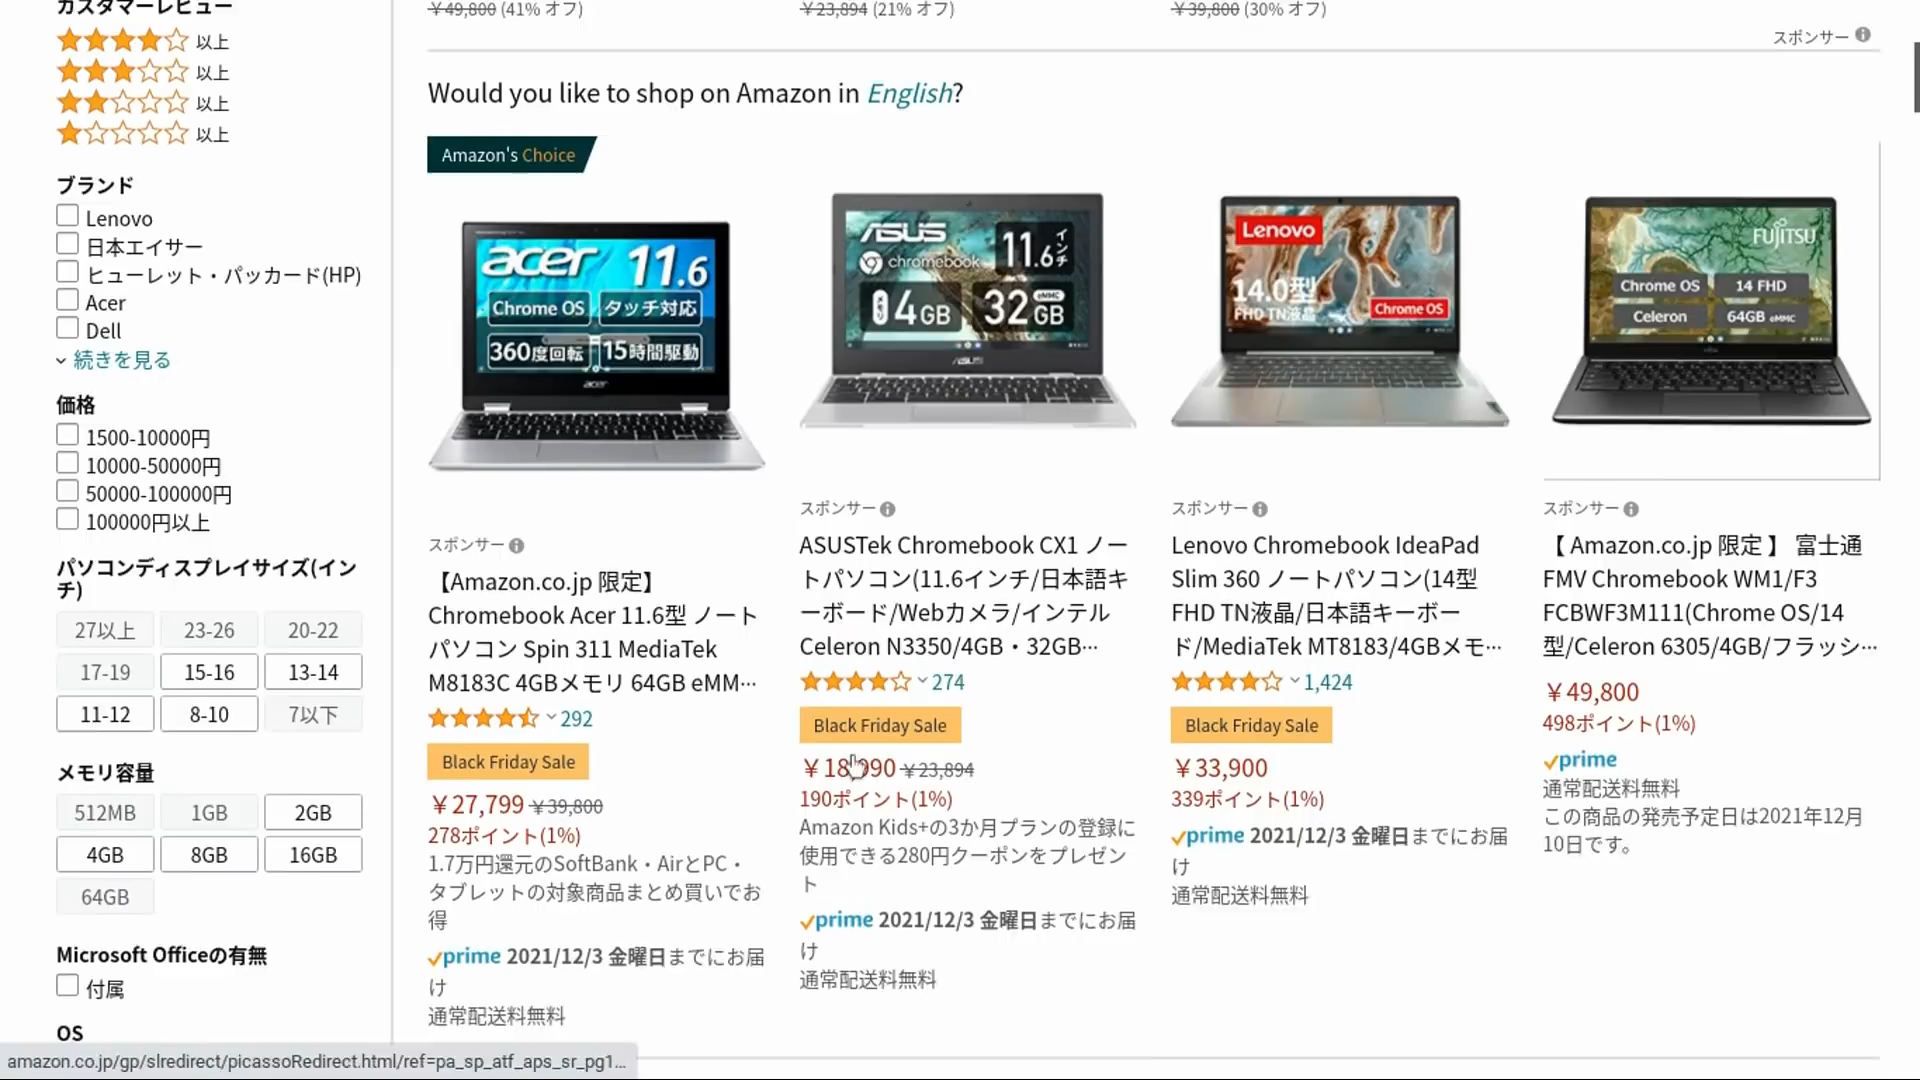 カスタマーレビュー
以上
以上
以上
以上
ブランド
Lenovo
日本エイサー
ヒューレット・パッカード(HP)
Acer
Dell
続きを見る
価格
1500-10000円
10000-50000円
50000-100000円
100000円以上
パソコンディスプレイサイズ(イン
チ)
27以上 23-26 20-22
17-19 15-16 13-14
11-12 8-10 7以下
メモリ容量
512MB 1GB 2GB
4GB 8GB 16GB
64GB
Microsoft Officeの有無
付属
OS
¥49,800 (41% オフ)
¥23,894 (21% オフ)
¥39,800 (30% オフ)
スポンサー
Would you like to shop on Amazon in English?
Amazon's Choice
acer 11.6
Chrome OS タッチ対応
360度回転 15時間駆動
acer
スポンサー
【Amazon.co.jp 限定】
Chromebook Acer 11.6型 ノート
パソコン Spin 311 MediaTek
M8183C 4GBメモリ 64GB eMM…
292
Black Friday Sale
¥27,799 ¥39,800
278ポイント(1%)
1.7万円還元のSoftBank・AirとPC・
タブレットの対象商品まとめ買いでお
得
prime 2021/12/3 金曜日までにお届
け
通常配送料無料
ASUS
chromebook
11.6インチ
メモリ 4GB 32 eMMC GB
ASUS
スポンサー
ASUSTek Chromebook CX1 ノー
トパソコン(11.6インチ/日本語キ
ーボード/Webカメラ/インテル
Celeron N3350/4GB・32GB…
274
Black Friday Sale
¥18,990 ¥23,894
190ポイント(1%)
Amazon Kids+の3か月プランの登録に
使用できる280円クーポンをプレゼン
ト
prime 2021/12/3 金曜日までにお届
け
通常配送料無料
Lenovo
14.0型
FHD TN液晶
Chrome OS
スポンサー
Lenovo Chromebook IdeaPad
Slim 360 ノートパソコン(14型
FHD TN液晶/日本語キーボー
ド/MediaTek MT8183/4GBメモ…
1,424
Black Friday Sale
¥33,900
339ポイント(1%)
prime 2021/12/3 金曜日までにお届
け
通常配送料無料
FUJITSU
Chrome OS 14 FHD
Celeron 64GB eMMC
スポンサー
【 Amazon.co.jp 限定 】 富士通
FMV Chromebook WM1/F3
FCBWF3M111(Chrome OS/14
型/Celeron 6305/4GB/フラッシ…
¥49,800
498ポイント(1%)
prime
通常配送料無料
この商品の発売予定日は2021年12月
10日です。
amazon.co.jp/gp/slredirect/picassoRedirect.html/ref=pa_sp_atf_aps_sr_pg1…